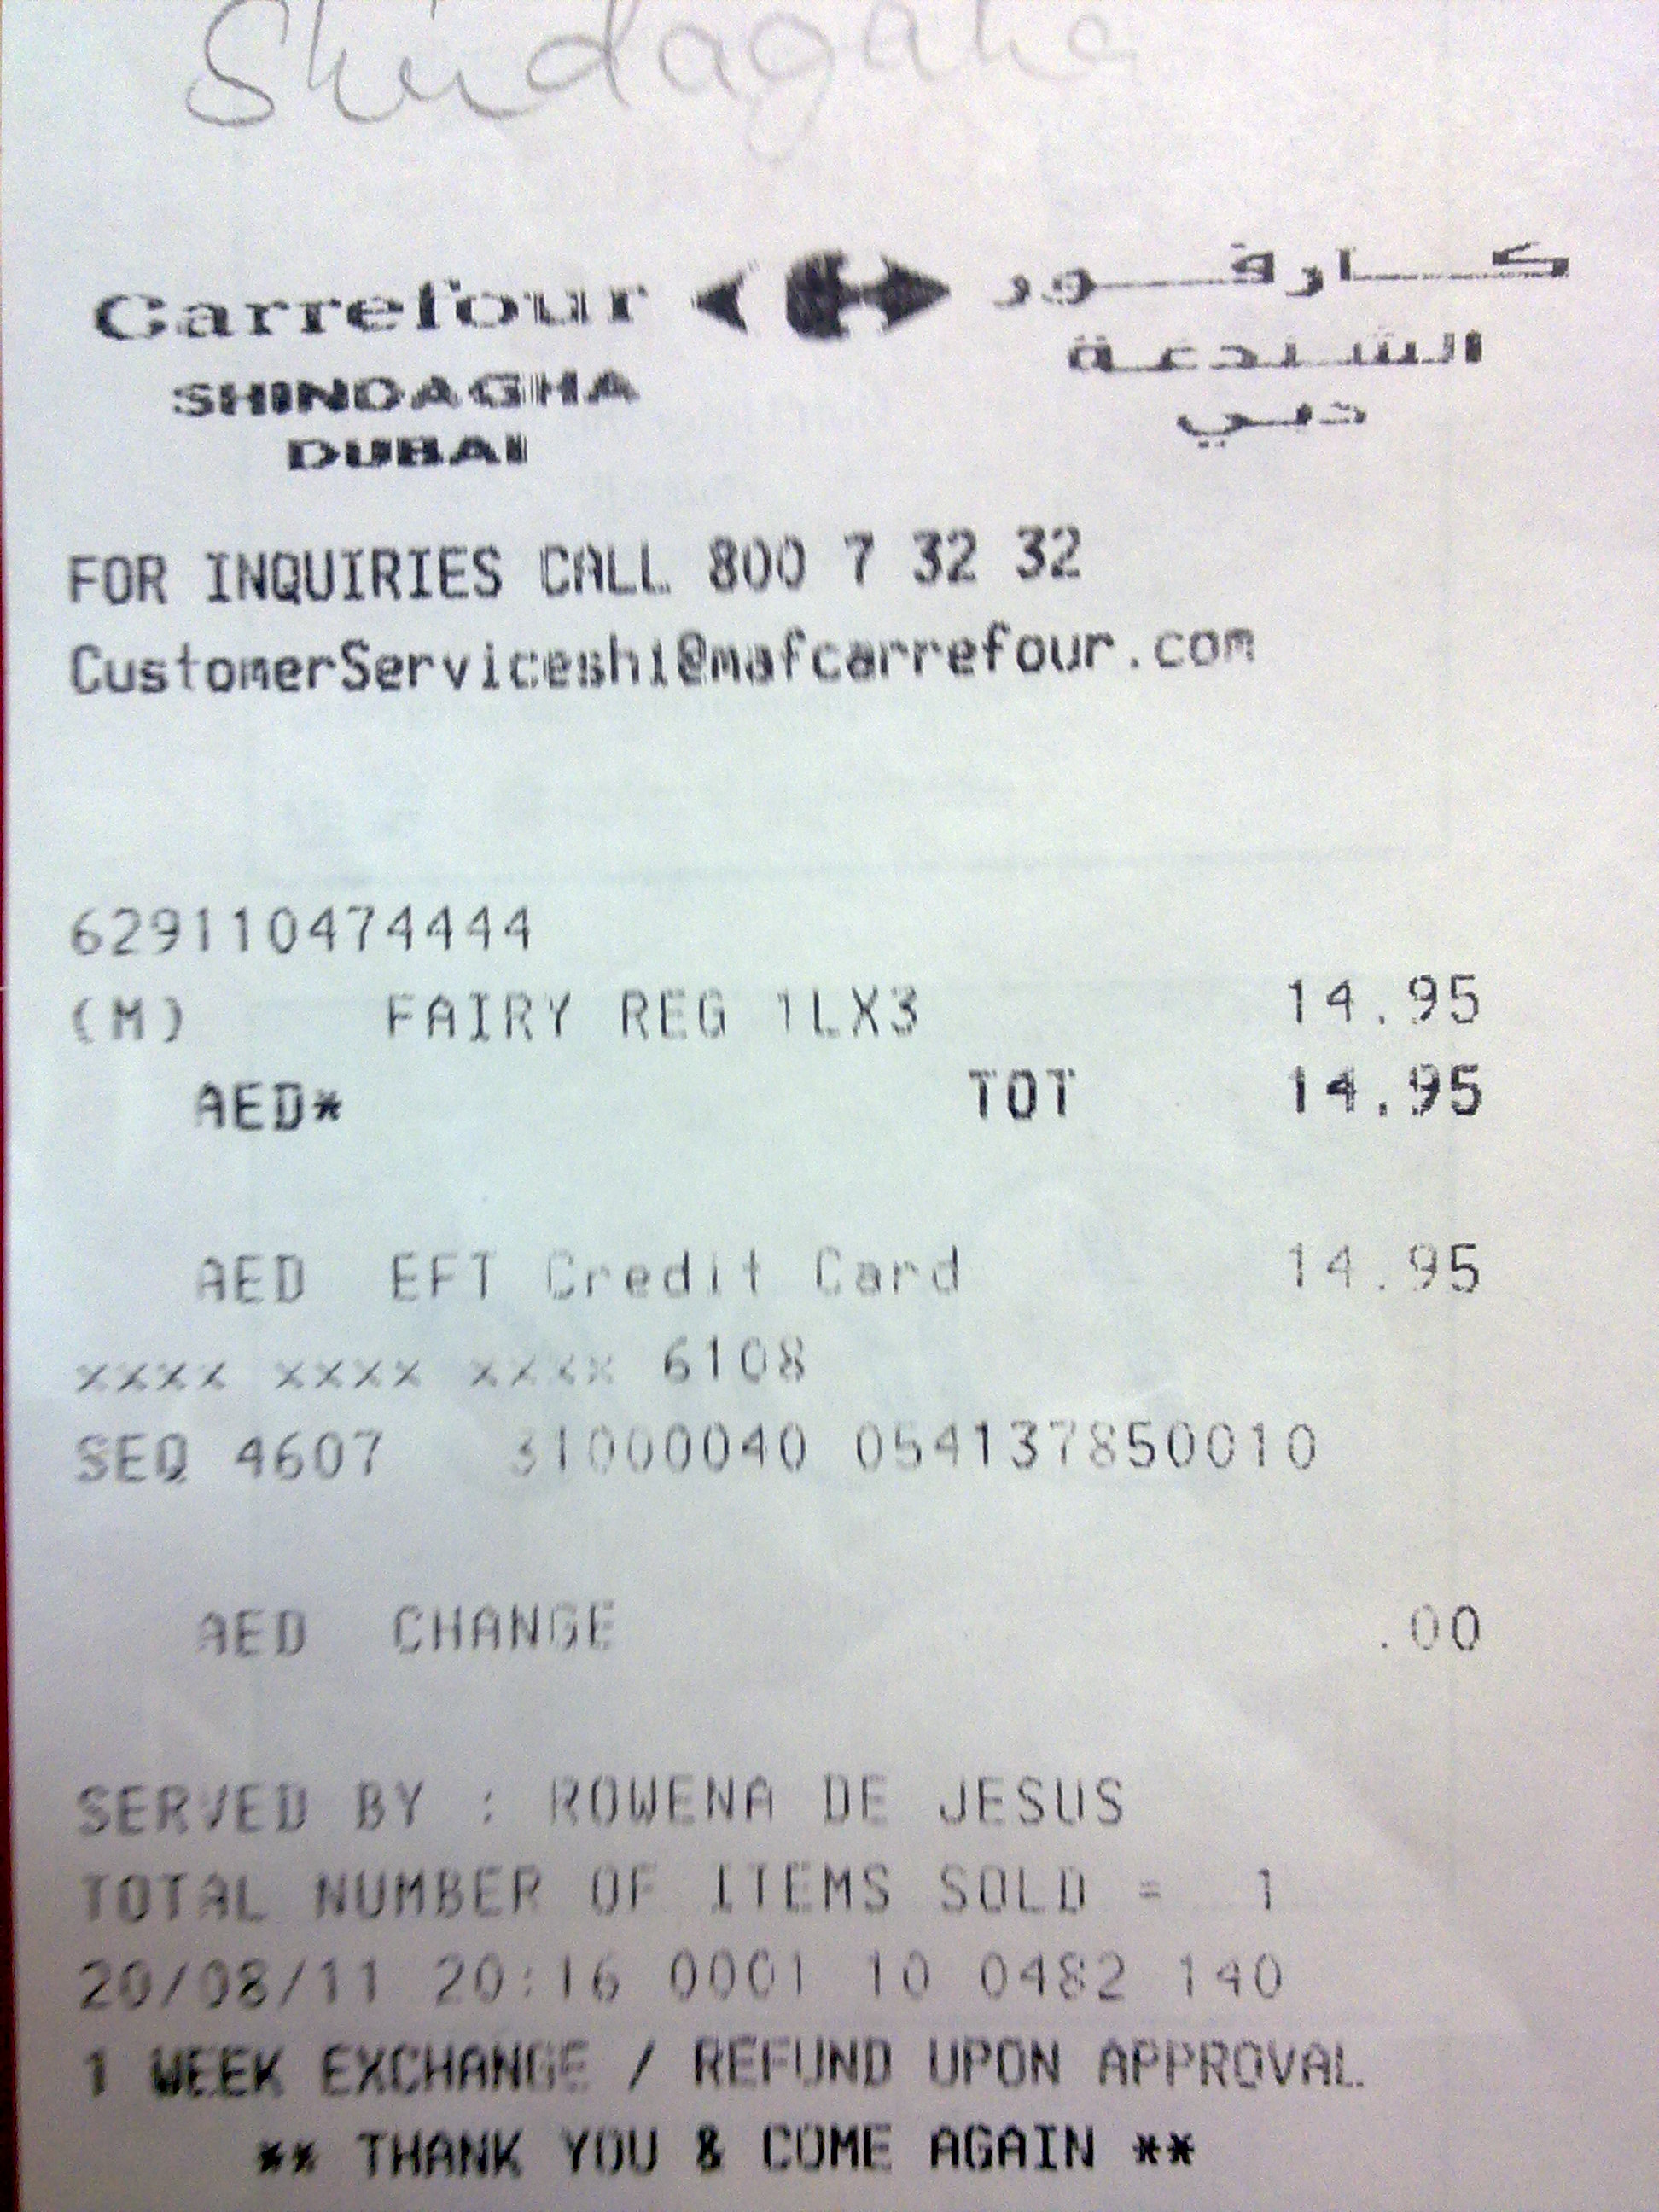 Shindagaha
Carrefour كارفور
SHINDAGHA الشندغة
DUBAI دبي
FOR INQUIRIES CALL 800 7 32 32
CustomerServiceshi@mafcarrefour.com
629110474444
(M) FAIRY REG 1LX3 14.95
AED* TOT 14.95
AED EFT Credit Card 14.95
xxxx xxxx xxxx 6108
SEQ 4607 31000040 054137850010
AED CHANGE .00
SERVED BY : ROWENA DE JESUS
TOTAL NUMBER OF ITEMS SOLD = 1
20/08/11 20:16 0001 10 0482 140
1 WEEK EXCHANGE / REFUND UPON APPROVAL
** THANK YOU & COME AGAIN **